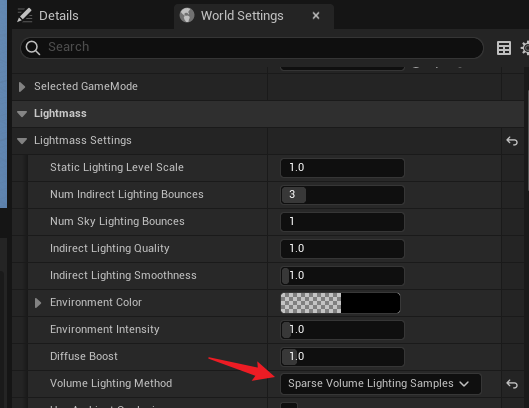 Details
World Settings
Search
Selected GameMode
Lightmass
Lightmass Settings
Static Lighting Level Scale 1.0
Num Indirect Lighting Bounces 3
Num Sky Lighting Bounces 1
Indirect Lighting Quality 1.0
Indirect Lighting Smoothness 1.0
Environment Color
Environment Intensity 1.0
Diffuse Boost 1.0
Volume Lighting Method Sparse Volume Lighting Samples